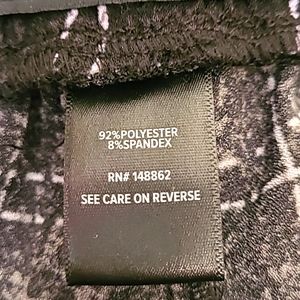 92%POLYESTER
8%SPANDEX
RN# 148862
SEE CARE ON REVERSE